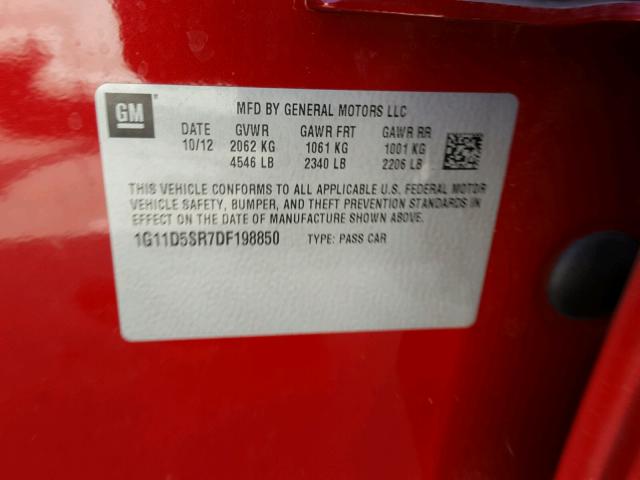 GM
MFD BY GENERAL MOTORS LLC
DATE GVWR GAWR FRT GAWR RR
10/12 2062 KG 1061 KG 1001 KG
4546 LB 2340 LB 2206 LB
THIS VEHICLE CONFORMS TO ALL APPLICABLE U.S. FEDERAL MOTOR
VEHICLE SAFETY, BUMPER, AND THEFT PREVENTION STANDARDS IN
EFFECT ON THE DATE OF MANUFACTURE SHOWN ABOVE.
1G11D5SR7DF198850 TYPE: PASS CAR